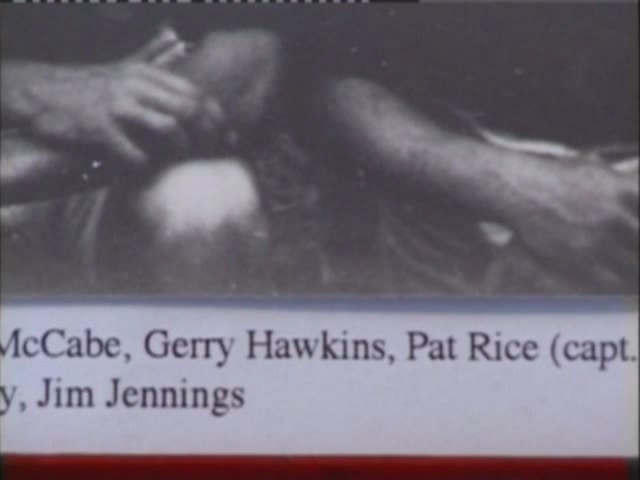 McCabe, Gerry Hawkins, Pat Rice (capt.
y, Jim Jennings